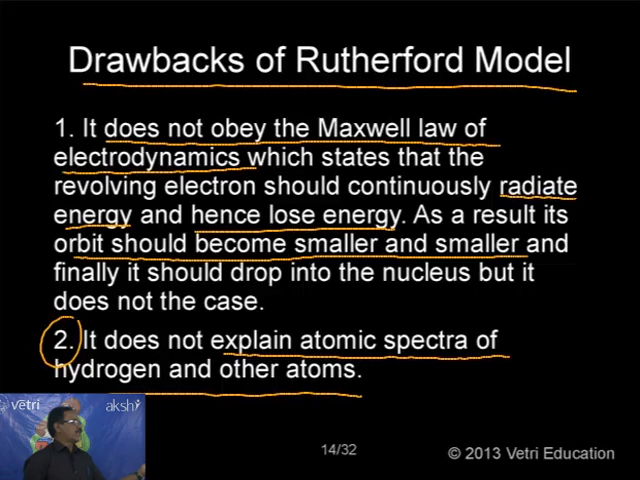 Drawbacks of Rutherford Model
1. It does not obey the Maxwell law of
electrodynamics which states that the
revolving electron should continuously radiate
energy and hence lose energy. As a result its
orbit should become smaller and smaller and
finally it should drop into the nucleus but it
does not the case.
2. It does not explain atomic spectra of
hydrogen and other atoms.
vetri
14/32
© 2013 Vetri Education